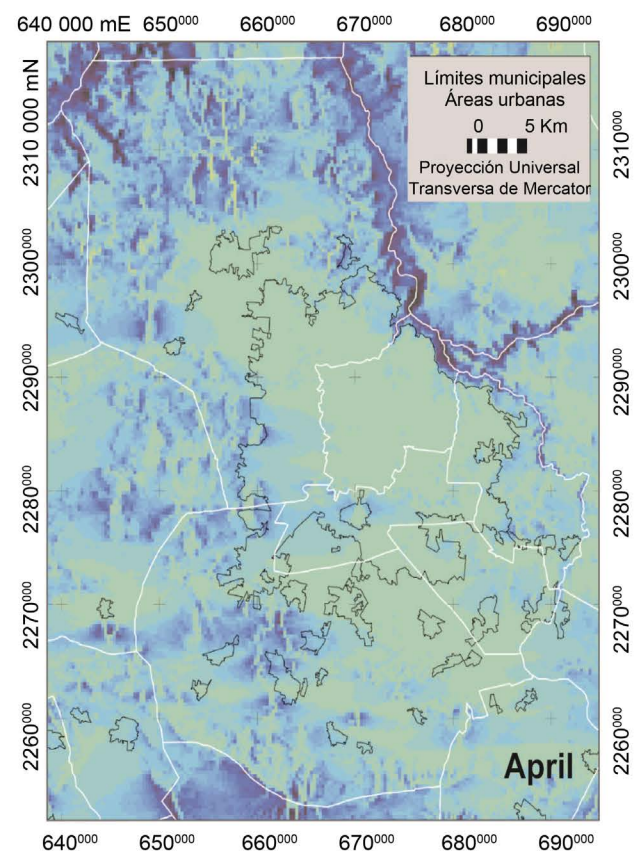 640 000 mE 650⁰⁰⁰ 660⁰⁰⁰ 670⁰⁰⁰ 680⁰⁰⁰ 690⁰⁰⁰
2310 000 mN
2300⁰⁰⁰
2290⁰⁰⁰
2280⁰⁰⁰
2270⁰⁰⁰
2260⁰⁰⁰
Límites municipales
Áreas urbanas
0 5 Km
Proyección Universal
Transversa de Mercator
2310⁰⁰⁰
2300⁰⁰⁰
2290⁰⁰⁰
2280⁰⁰⁰
2270⁰⁰⁰
2260⁰⁰⁰
April
640⁰⁰⁰ 650⁰⁰⁰ 660⁰⁰⁰ 670⁰⁰⁰ 680⁰⁰⁰ 690⁰⁰⁰